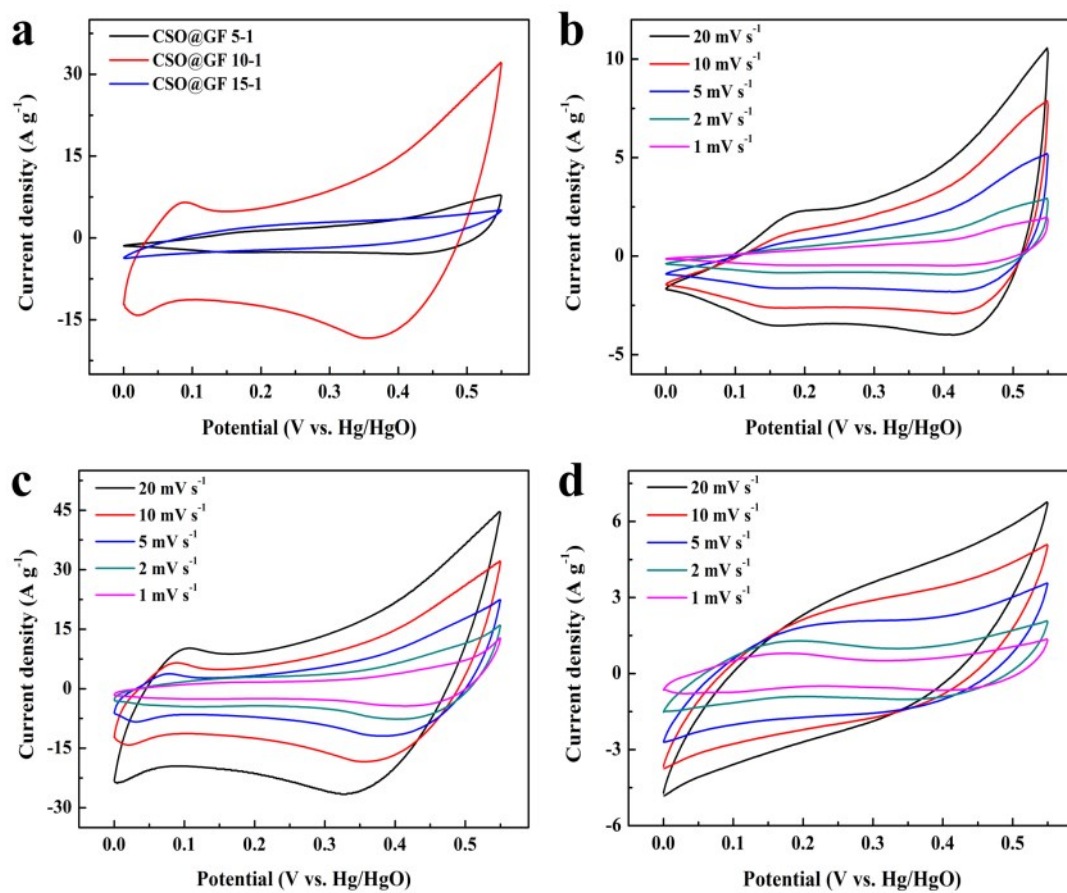 a
CSO@GF 5-1
CSO@GF 10-1
CSO@GF 15-1
30
15
0
-15
Current density (A g⁻¹)
0.0 0.1 0.2 0.3 0.4 0.5
Potential (V vs. Hg/HgO)
b
20 mV s⁻¹
10 mV s⁻¹
5 mV s⁻¹
2 mV s⁻¹
1 mV s⁻¹
10
5
0
-5
Current density (A g⁻¹)
0.0 0.1 0.2 0.3 0.4 0.5
Potential (V vs. Hg/HgO)
c
20 mV s⁻¹
10 mV s⁻¹
5 mV s⁻¹
2 mV s⁻¹
1 mV s⁻¹
45
30
15
0
-15
-30
Current density (A g⁻¹)
0.0 0.1 0.2 0.3 0.4 0.5
Potential (V vs. Hg/HgO)
d
20 mV s⁻¹
10 mV s⁻¹
5 mV s⁻¹
2 mV s⁻¹
1 mV s⁻¹
6
3
0
-3
-6
Current density (A g⁻¹)
0.0 0.1 0.2 0.3 0.4 0.5
Potential (V vs. Hg/HgO)